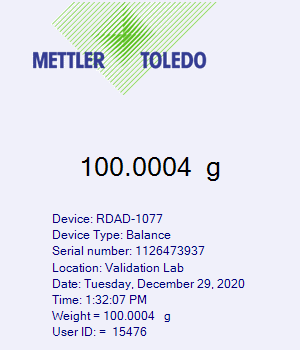 METTLER TOLEDO
100.0004 g
Device: RDAD-1077
Device Type: Balance
Serial number: 1126473937
Location: Validation Lab
Date: Tuesday, December 29, 2020
Time: 1:32:07 PM
Weight = 100.0004 g
User ID: = 15476